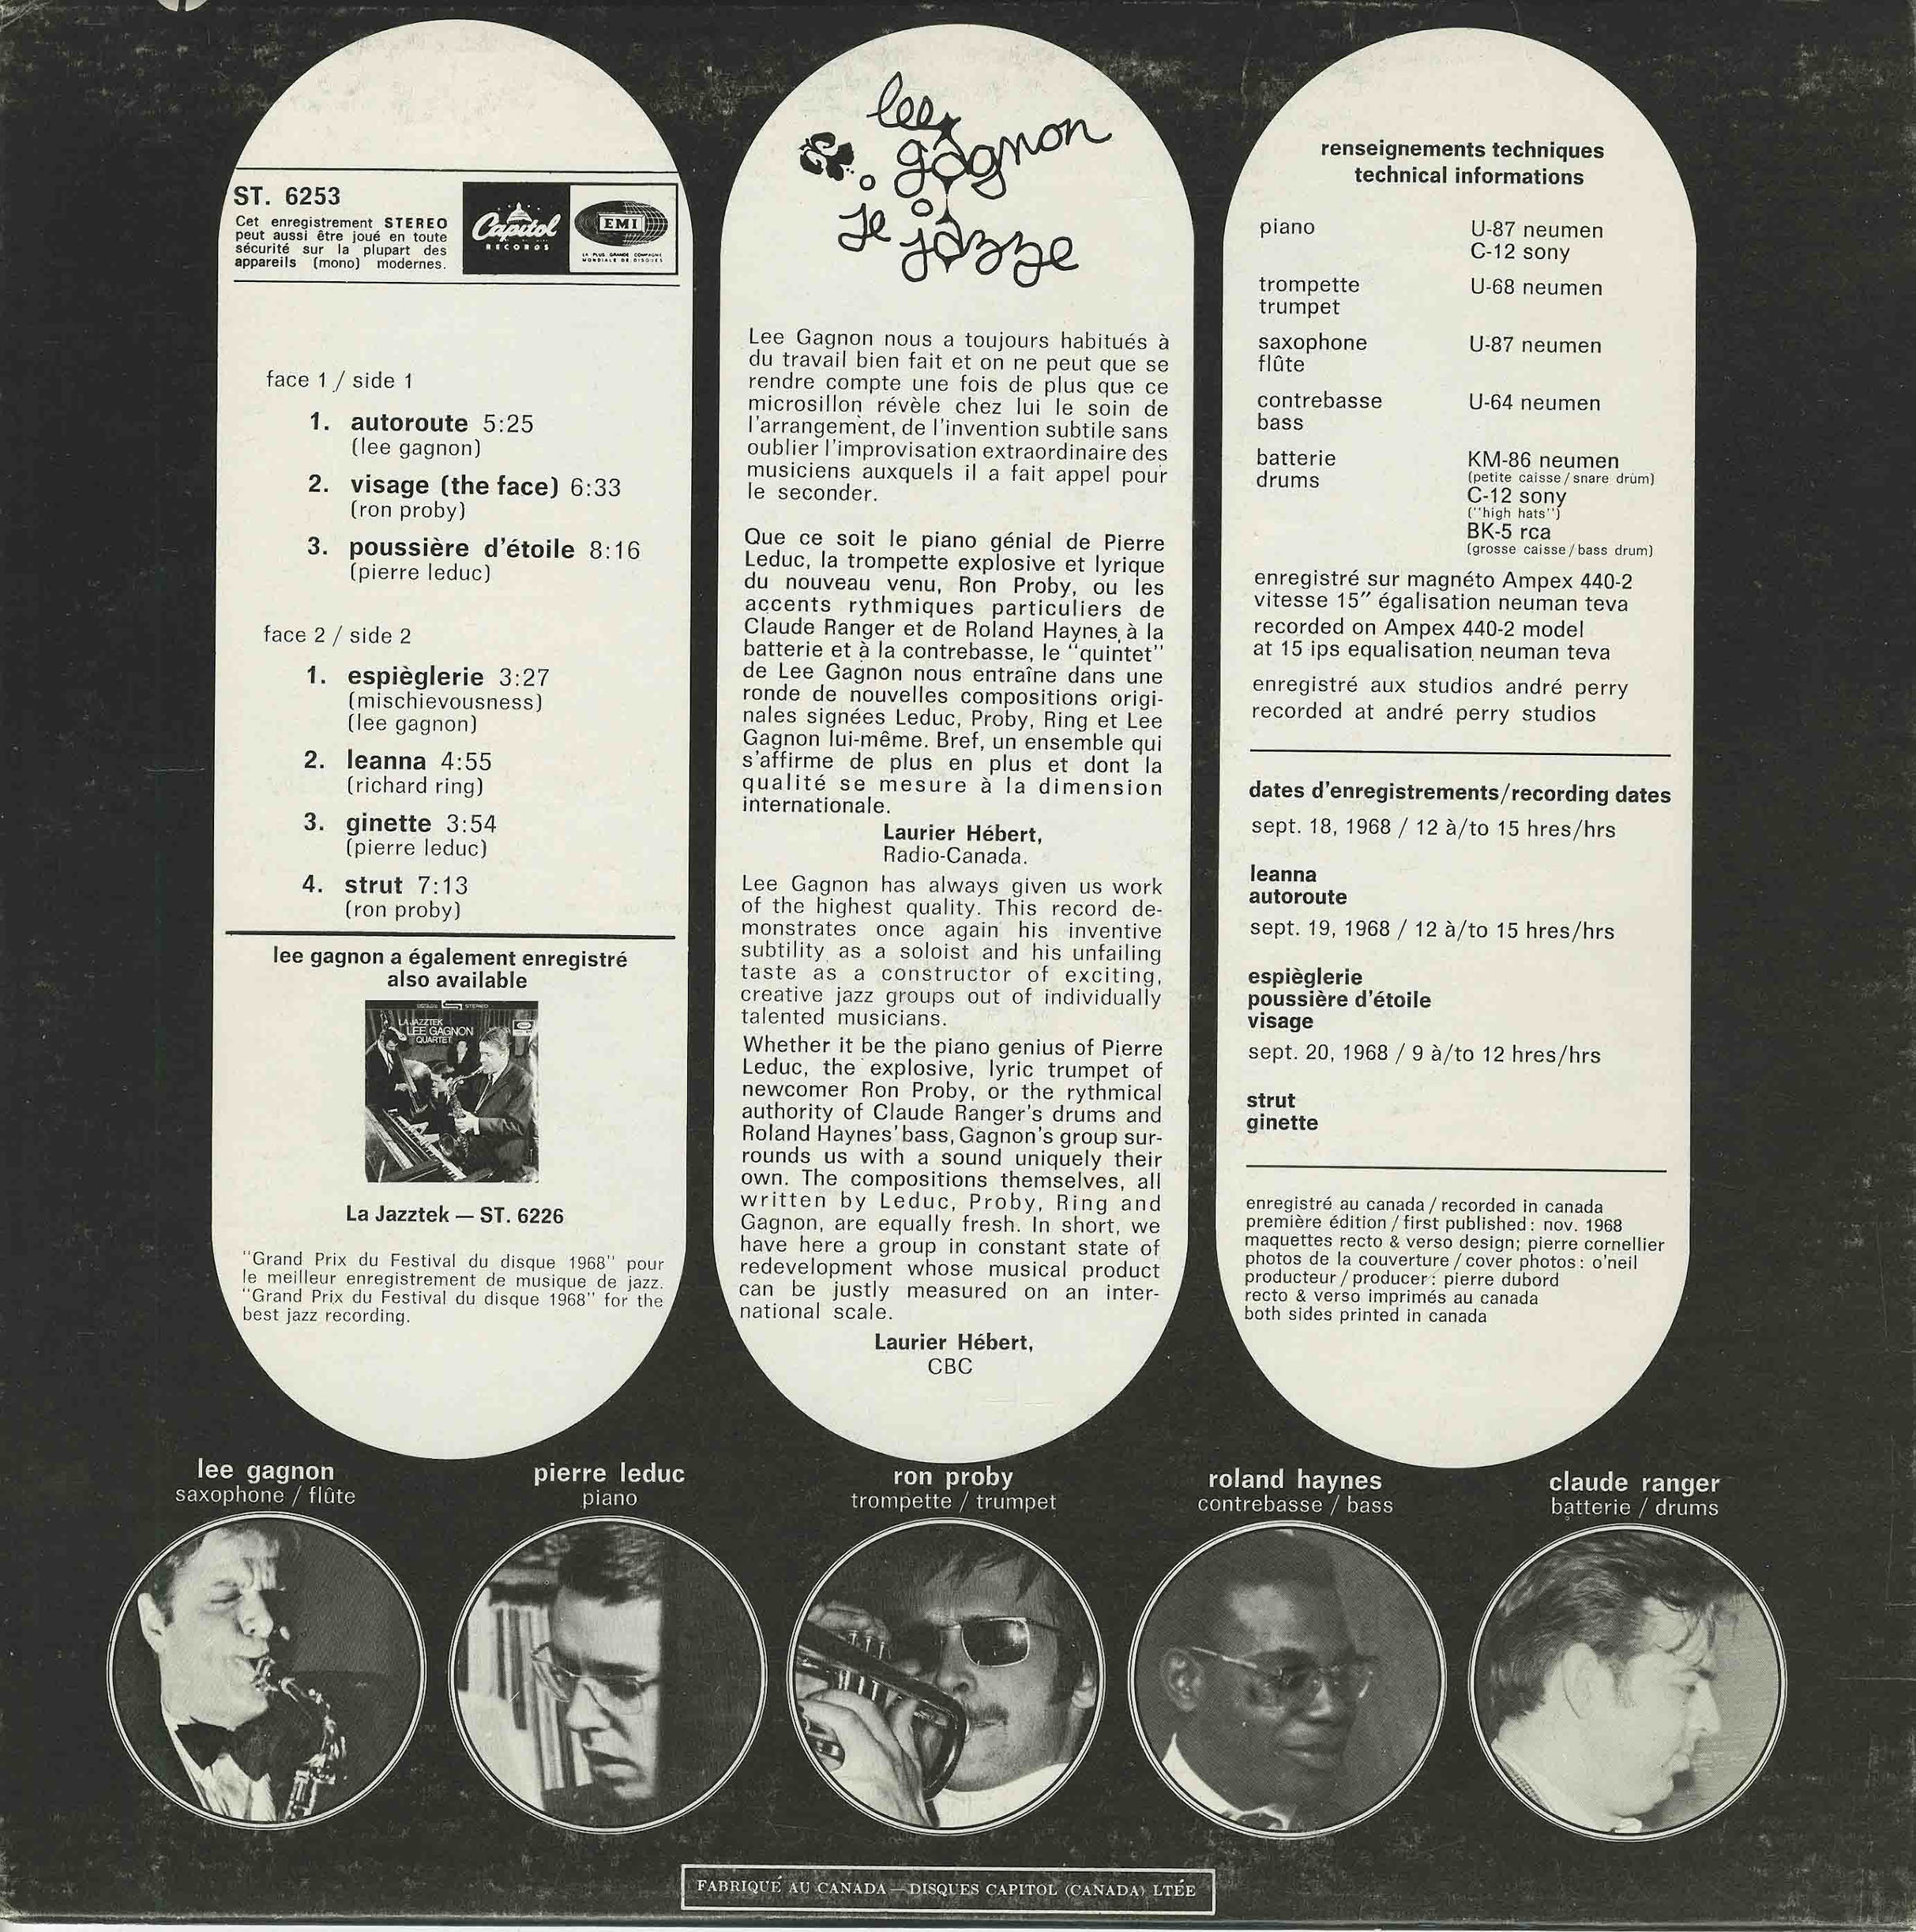 ST. 6253
Cet enregistrement STEREO
peut aussi être joué en toute
sécurité sur la plupart des
appareils (mono) modernes.
Capitol
RECORDS
EMI
LA PLUS GRANDE COMPAGNIE
MONDIALE DE DISQUES
face 1 / side 1
1. autoroute 5:25
(lee gagnon)
2. visage (the face) 6:33
(ron proby)
3. poussière d'étoile 8:16
(pierre leduc)
face 2 / side 2
1. espièglerie 3:27
(mischievousness)
(lee gagnon)
2. leanna 4:55
(richard ring)
3. ginette 3:54
(pierre leduc)
4. strut 7:13
(ron proby)
lee gagnon a également enregistré
also available
STEREO
LA JAZZTEK
LEE GAGNON
QUARTET
La Jazztek — ST. 6226
"Grand Prix du Festival du disque 1968" pour
le meilleur enregistrement de musique de jazz.
"Grand Prix du Festival du disque 1968" for the
best jazz recording.
lee
gagnon
je
jazze
Lee Gagnon nous a toujours habitués à
du travail bien fait et on ne peut que se
rendre compte une fois de plus que ce
microsillon révèle chez lui le soin de
l'arrangement, de l'invention subtile sans
oublier l'improvisation extraordinaire des
musiciens auxquels il a fait appel pour
le seconder.
Que ce soit le piano génial de Pierre
Leduc, la trompette explosive et lyrique
du nouveau venu, Ron Proby, ou les
accents rythmiques particuliers de
Claude Ranger et de Roland Haynes à la
batterie et à la contrebasse, le "quintet"
de Lee Gagnon nous entraîne dans une
ronde de nouvelles compositions origi-
nales signées Leduc, Proby, Ring et Lee
Gagnon lui-même. Bref, un ensemble qui
s'affirme de plus en plus et dont la
qualité se mesure à la dimension
internationale.
Laurier Hébert,
Radio-Canada.
Lee Gagnon has always given us work
of the highest quality. This record de-
monstrates once again his inventive
subtility as a soloist and his unfailing
taste as a constructor of exciting,
creative jazz groups out of individually
talented musicians.
Whether it be the piano genius of Pierre
Leduc, the explosive, lyric trumpet of
newcomer Ron Proby, or the rythmical
authority of Claude Ranger's drums and
Roland Haynes' bass, Gagnon's group sur-
rounds us with a sound uniquely their
own. The compositions themselves, all
written by Leduc, Proby, Ring and
Gagnon, are equally fresh. In short, we
have here a group in constant state of
redevelopment whose musical product
can be justly measured on an inter-
national scale.
Laurier Hébert,
CBC
renseignements techniques
technical informations
piano U-87 neumen
C-12 sony
trompette U-68 neumen
trumpet
saxophone U-87 neumen
flûte
contrebasse U-64 neumen
bass
batterie KM-86 neumen
drums (petite caisse / snare drum)
C-12 sony
("high hats")
BK-5 rca
(grosse caisse / bass drum)
enregistré sur magnéto Ampex 440-2
vitesse 15" égalisation neuman teva
recorded on Ampex 440-2 model
at 15 ips equalisation neuman teva
enregistré aux studios andré perry
recorded at andré perry studios
dates d'enregistrements/recording dates
sept. 18, 1968 / 12 à/to 15 hres/hrs
leanna
autoroute
sept. 19, 1968 / 12 à/to 15 hres/hrs
espièglerie
poussière d'étoile
visage
sept. 20, 1968 / 9 à/to 12 hres/hrs
strut
ginette
enregistré au canada / recorded in canada
première édition / first published : nov. 1968
maquettes recto & verso design; pierre cornellier
photos de la couverture / cover photos : o'neil
producteur / producer : pierre dubord
recto & verso imprimés au canada
both sides printed in canada
lee gagnon
saxophone / flûte
pierre leduc
piano
ron proby
trompette / trumpet
roland haynes
contrebasse / bass
claude ranger
batterie / drums
FABRIQUÉ AU CANADA — DISQUES CAPITOL (CANADA) LTÉE